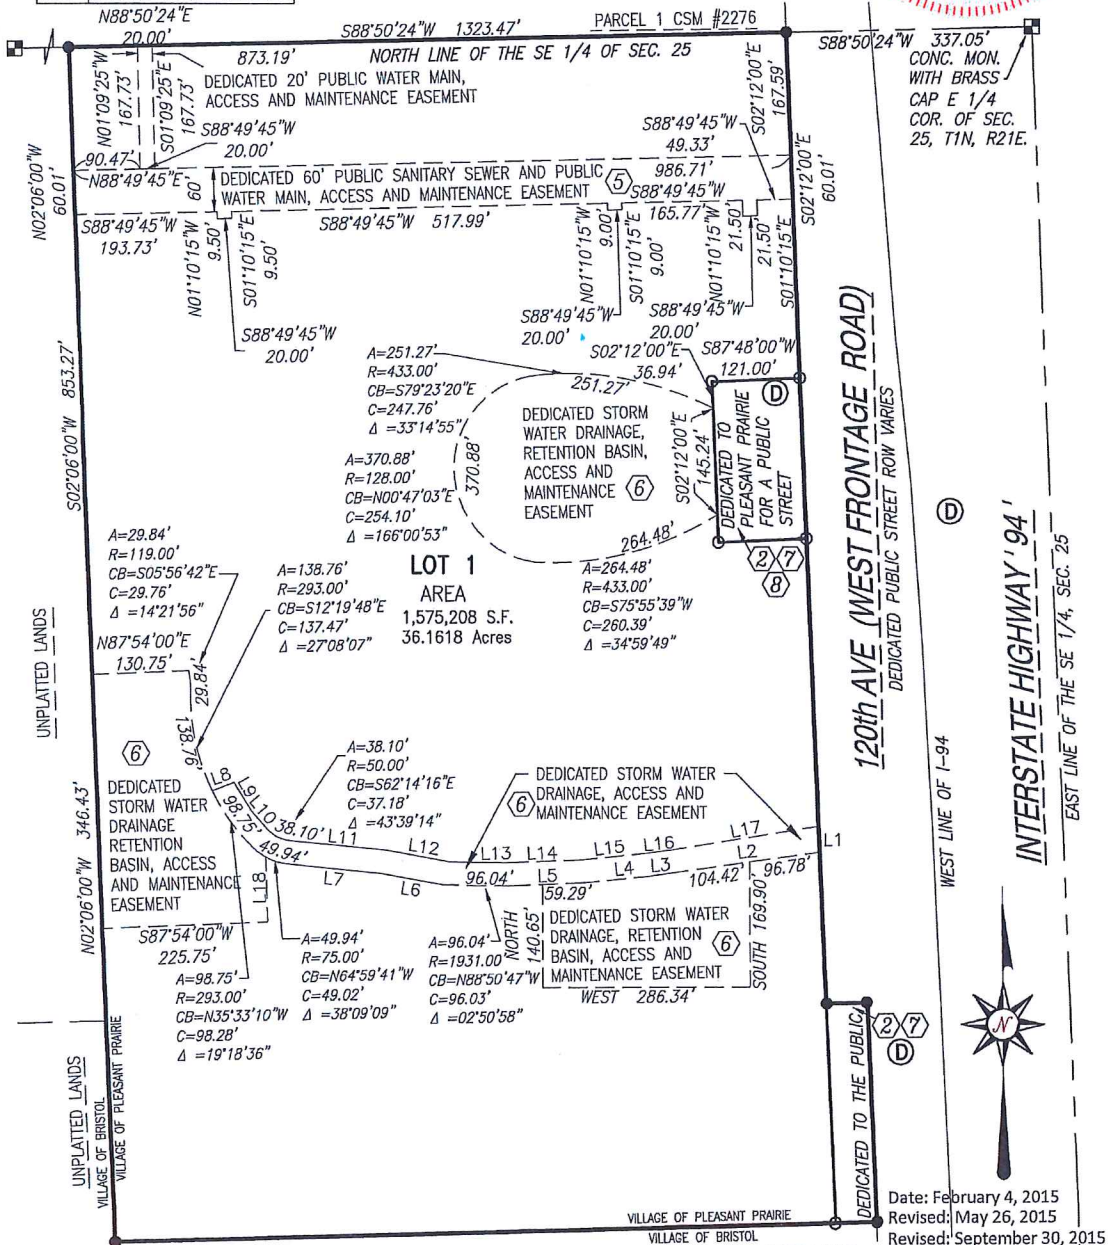 N88°50'24"E
20.00'
S88°50'24"W 1323.47'
PARCEL 1 CSM #2276
873.19'
NORTH LINE OF THE SE 1/4 OF SEC. 25
S88°50'24"W 337.05'
CONC. MON.
WITH BRASS
CAP E 1/4
COR. OF SEC.
25, T1N, R21E.
N01°09'25"W
167.73'
S01°09'25"E
167.73'
DEDICATED 20' PUBLIC WATER MAIN,
ACCESS AND MAINTENANCE EASEMENT
S88°49'45"W
20.00'
S88°49'45"W
49.33'
S02°12'00"E
167.59'
90.47'
N88°49'45"E
60'
N02°06'00"W
60.01'
DEDICATED 60' PUBLIC SANITARY SEWER AND PUBLIC
WATER MAIN, ACCESS AND MAINTENANCE EASEMENT
5
986.71'
S88°49'45"W
165.77'
S02°12'00"E
60.01'
S88°49'45"W
193.73'
N01°10'15"W
9.50'
S01°10'15"E
9.50'
S88°49'45"W 517.99'
N01°10'15"W
9.00'
S01°10'15"E
9.00'
N01°10'15"W
21.50'
21.50'
S01°10'15"E
S88°49'45"W
20.00'
S88°49'45"W
20.00'
S88°49'45"W
20.00'
S02°06'00"W 853.27'
A=251.27'
R=433.00'
CB=S79°23'20"E
C=247.76'
Δ =33°14'55"
S02°12'00"E
36.94'
S87°48'00"W
121.00'
251.27'
D
A=370.88'
R=128.00'
CB=N00°47'03"E
C=254.10'
Δ =166°00'53"
370.88'
DEDICATED STORM
WATER DRAINAGE,
RETENTION BASIN,
ACCESS AND
MAINTENANCE
EASEMENT
6
S02°12'00"E
145.24'
DEDICATED TO
PLEASANT PRAIRIE
FOR A PUBLIC
STREET
264.48'
2 7
8
A=264.48'
R=433.00'
CB=S75°55'39"W
C=260.39'
Δ =34°59'49"
LOT 1
AREA
1,575,208 S.F.
36.1618 Acres
120th AVE (WEST FRONTAGE ROAD)
DEDICATED PUBLIC STREET ROW VARIES
D
WEST LINE OF I-94
INTERSTATE HIGHWAY '94'
EAST LINE OF THE SE 1/4, SEC. 25
A=29.84'
R=119.00'
CB=S05°56'42"E
C=29.76'
Δ =14°21'56"
A=138.76'
R=293.00'
CB=S12°19'48"E
C=137.47'
Δ =27°08'07"
UNPLATTED LANDS
N87°54'00"E
130.75'
29.84'
138.76'
6
DEDICATED
STORM WATER
DRAINAGE
RETENTION
BASIN, ACCESS
AND MAINTENANCE
EASEMENT
N02°06'00"W 346.43'
A=38.10'
R=50.00'
CB=S62°14'16"E
C=37.18'
Δ =43°39'14"
DEDICATED STORM WATER
DRAINAGE, ACCESS AND
MAINTENANCE EASEMENT
6
L8
L9
L10
38.10'
L11
L12
L13
L14
L15
L16
L17
L1
98.75'
49.94'
L7
L6
96.04'
L5
L4
L3
L2
59.29'
104.42'
96.78'
L18
S87°54'00"W
225.75'
NORTH
140.65'
DEDICATED STORM WATER
DRAINAGE, RETENTION
BASIN, ACCESS AND
MAINTENANCE EASEMENT
6
SOUTH 169.90'
WEST 286.34'
A=98.75'
R=293.00'
CB=N35°33'10"W
C=98.28'
Δ =19°18'36"
A=49.94'
R=75.00'
CB=N64°59'41"W
C=49.02'
Δ =38°09'09"
A=96.04'
R=1931.00'
CB=N88°50'47"W
C=96.03'
Δ =02°50'58"
N
2 7
D
DEDICATED TO THE PUBLIC
UNPLATTED LANDS
VILLAGE OF BRISTOL
VILLAGE OF PLEASANT PRAIRIE
VILLAGE OF PLEASANT PRAIRIE
VILLAGE OF BRISTOL
Date: February 4, 2015
Revised: May 26, 2015
Revised: September 30, 2015